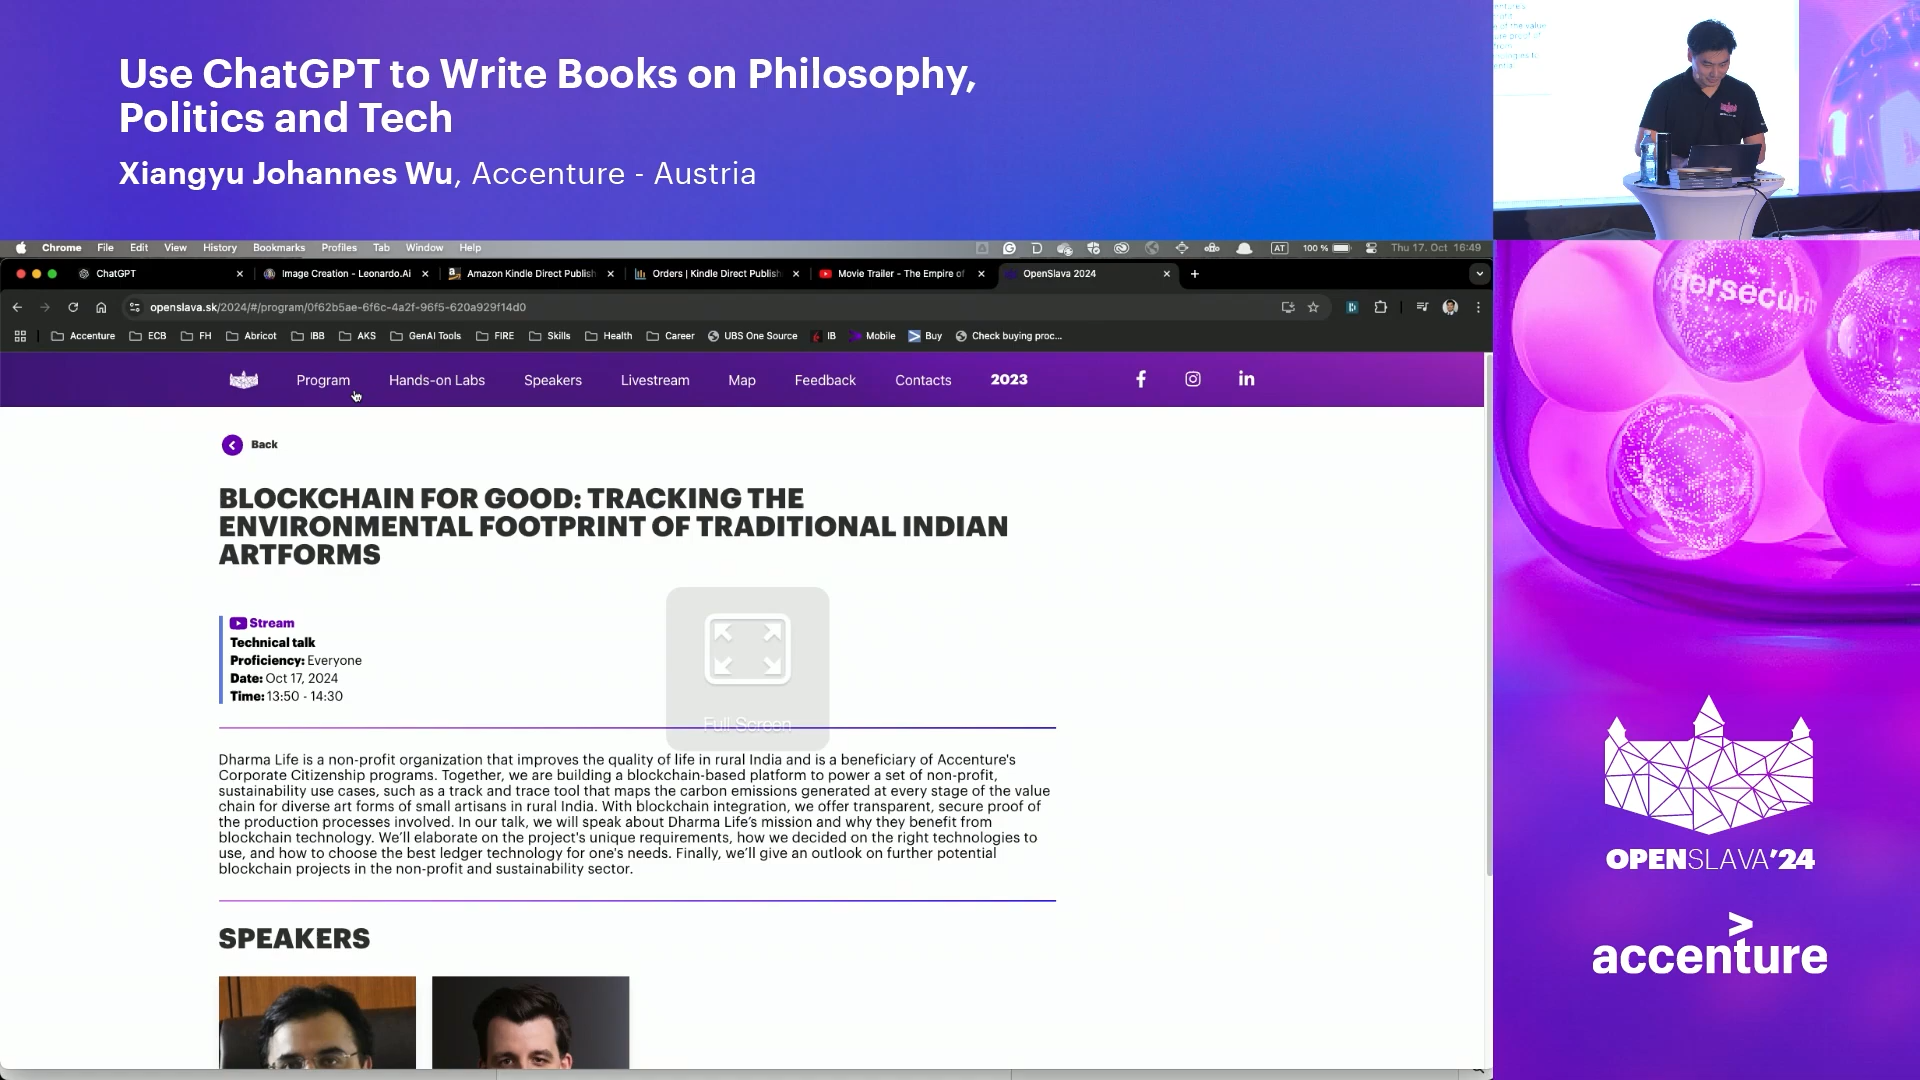 Use ChatGPT to Write Books on Philosophy,
Politics and Tech
Xiangyu Johannes Wu, Accenture - Austria
Chrome File Edit View History Bookmarks Profiles Tab Window Help
AT 100 % Thu 17. Oct 16:49
ChatGPT
Image Creation - Leonardo.Ai
Amazon Kindle Direct Publish
Orders | Kindle Direct Publish
Movie Trailer - The Empire of
OpenSlava 2024
openslava.sk/2024/#/program/0f62b5ae-6f6c-4a2f-96f5-620a929f14d0
Accenture ECB FH Abricot IBB AKS GenAI Tools FIRE Skills Health Career UBS One Source IB Mobile Buy Check buying proc...
Program Hands-on Labs Speakers Livestream Map Feedback Contacts 2023
Back
BLOCKCHAIN FOR GOOD: TRACKING THE
ENVIRONMENTAL FOOTPRINT OF TRADITIONAL INDIAN
ARTFORMS
Stream
Technical talk
Proficiency: Everyone
Date: Oct 17, 2024
Time: 13:50 - 14:30
Full Screen
Dharma Life is a non-profit organization that improves the quality of life in rural India and is a beneficiary of Accenture's
Corporate Citizenship programs. Together, we are building a blockchain-based platform to power a set of non-profit,
sustainability use cases, such as a track and trace tool that maps the carbon emissions generated at every stage of the value
chain for diverse art forms of small artisans in rural India. With blockchain integration, we offer transparent, secure proof of
the production processes involved. In our talk, we will speak about Dharma Life's mission and why they benefit from
blockchain technology. We'll elaborate on the project's unique requirements, how we decided on the right technologies to
use, and how to choose the best ledger technology for one's needs. Finally, we'll give an outlook on further potential
blockchain projects in the non-profit and sustainability sector.
SPEAKERS
ybersecurit
OPENSLAVA'24
accenture